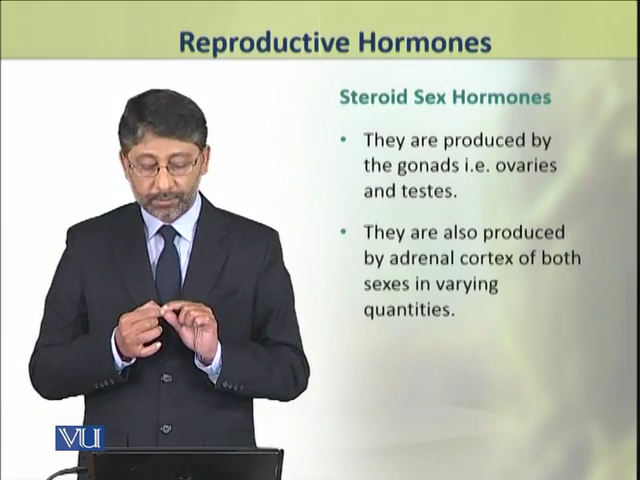 Reproductive Hormones
Steroid Sex Hormones
• They are produced by
the gonads i.e. ovaries
and testes.
• They are also produced
by adrenal cortex of both
sexes in varying
quantities.
VU